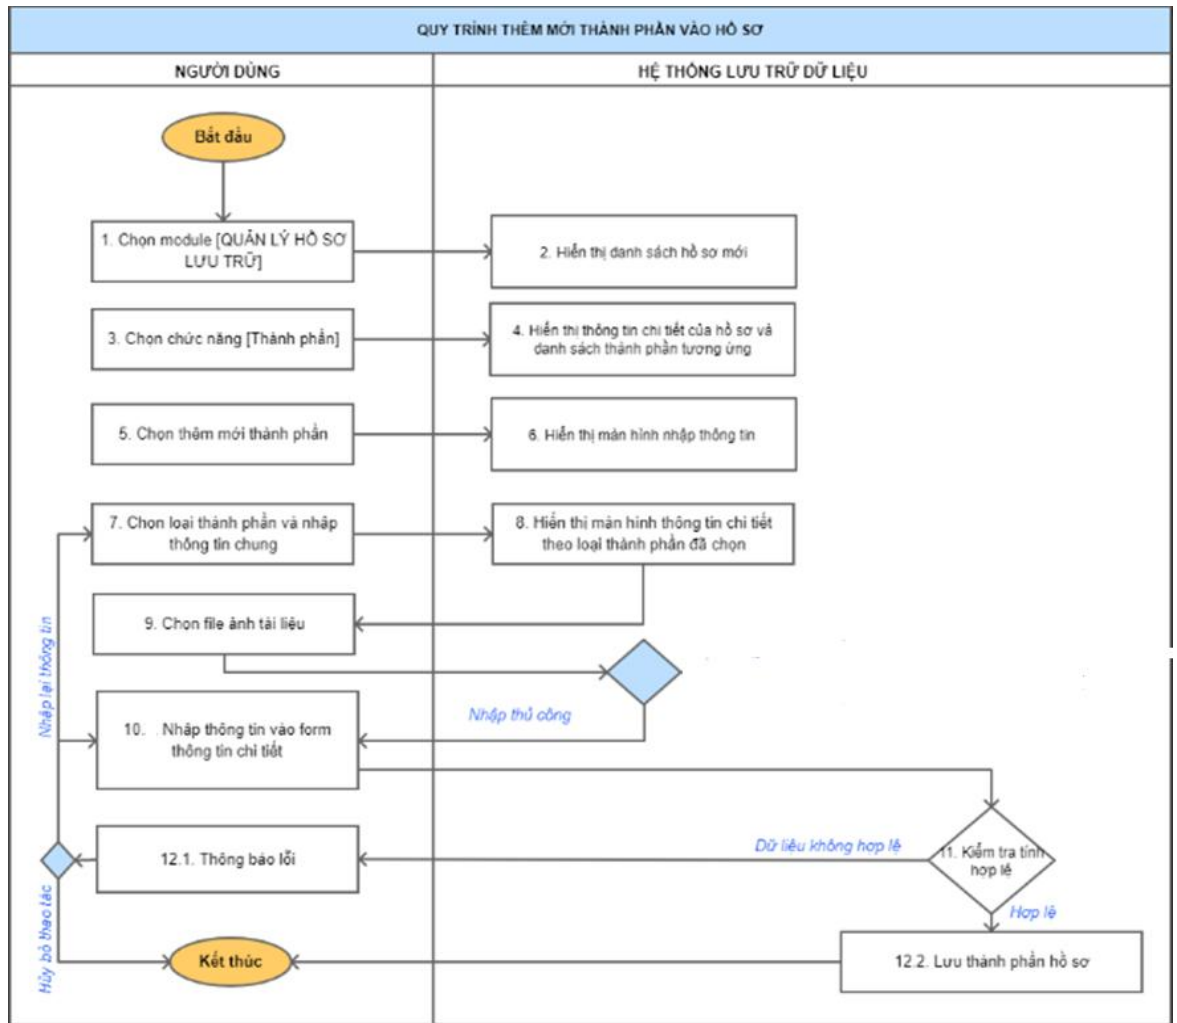 QUY TRÌNH THÊM MỚI THÀNH PHẦN VÀO HỒ SƠ
NGƯỜI DÙNG
HỆ THỐNG LƯU TRỮ DỮ LIỆU
Bắt đầu
1. Chọn module [QUẢN LÝ HỒ SƠ
LƯU TRỮ]
2. Hiển thị danh sách hồ sơ mới
3. Chọn chức năng [Thành phần]
4. Hiển thị thông tin chi tiết của hồ sơ và
danh sách thành phần tương ứng
5. Chọn thêm mới thành phần
6. Hiển thị màn hình nhập thông tin
7. Chọn loại thành phần và nhập
thông tin chung
8. Hiển thị màn hình thông tin chi tiết
theo loại thành phần đã chọn
9. Chọn file ảnh tài liệu
Nhập lại thông tin
Nhập thủ công
10. Nhập thông tin vào form
thông tin chi tiết
12.1. Thông báo lỗi
Dữ liệu không hợp lệ
11. Kiểm tra tính
hợp lệ
Hợp lệ
Hủy bỏ thao tác
Kết thúc
12.2. Lưu thành phần hồ sơ